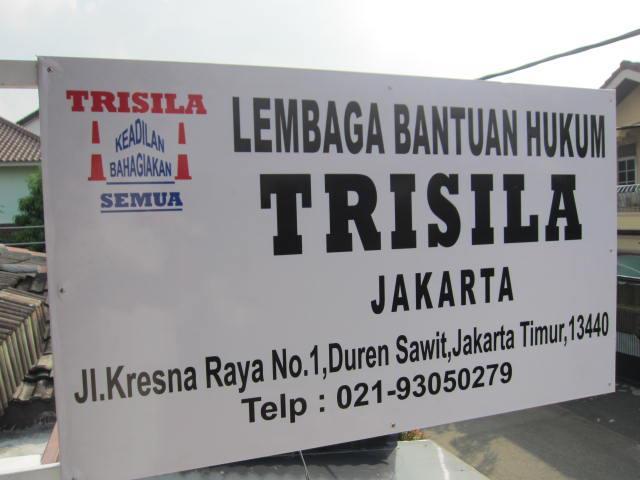 TRISILA
KEADILAN
BAHAGIAKAN
SEMUA
LEMBAGA BANTUAN HUKUM
TRISILA
JAKARTA
Jl.Kresna Raya No.1,Duren Sawit,Jakarta Timur,13440
Telp : 021-93050279